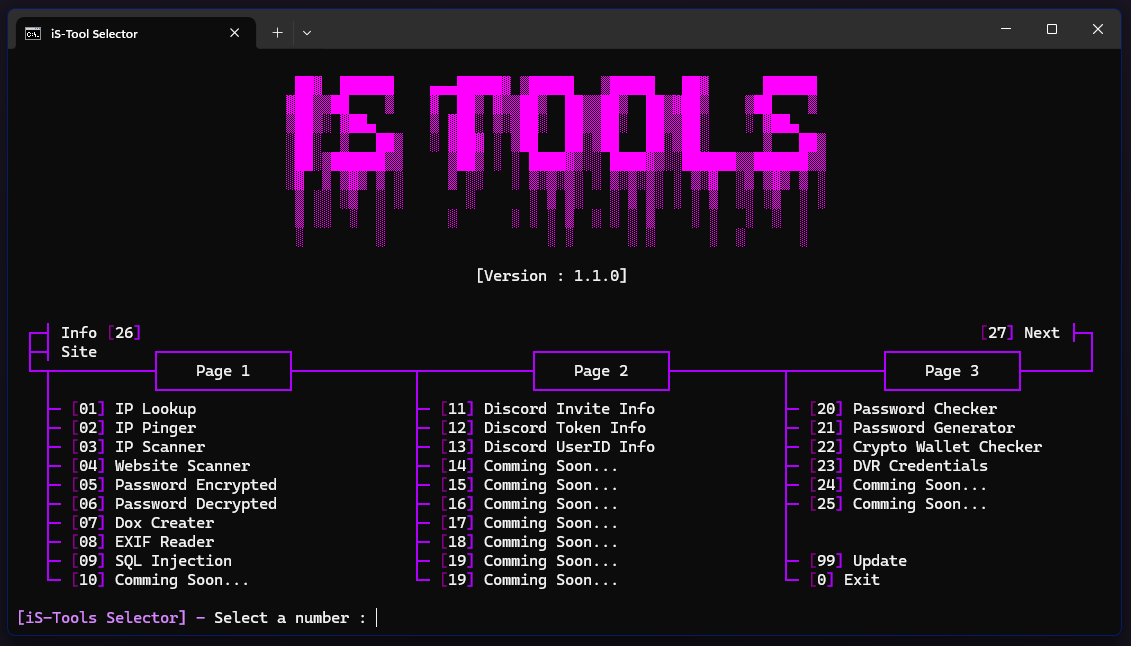 iS-Tool Selector
iS TOOLS
[Version : 1.1.0]
Info [26]
[27] Next
Site
Page 1
Page 2
Page 3
[01] IP Lookup
[02] IP Pinger
[03] IP Scanner
[04] Website Scanner
[05] Password Encrypted
[06] Password Decrypted
[07] Dox Creater
[08] EXIF Reader
[09] SQL Injection
[10] Comming Soon...
[11] Discord Invite Info
[12] Discord Token Info
[13] Discord UserID Info
[14] Comming Soon...
[15] Comming Soon...
[16] Comming Soon...
[17] Comming Soon...
[18] Comming Soon...
[19] Comming Soon...
[19] Comming Soon...
[20] Password Checker
[21] Password Generator
[22] Crypto Wallet Checker
[23] DVR Credentials
[24] Comming Soon...
[25] Comming Soon...
[99] Update
[0] Exit
[iS-Tools Selector] - Select a number :